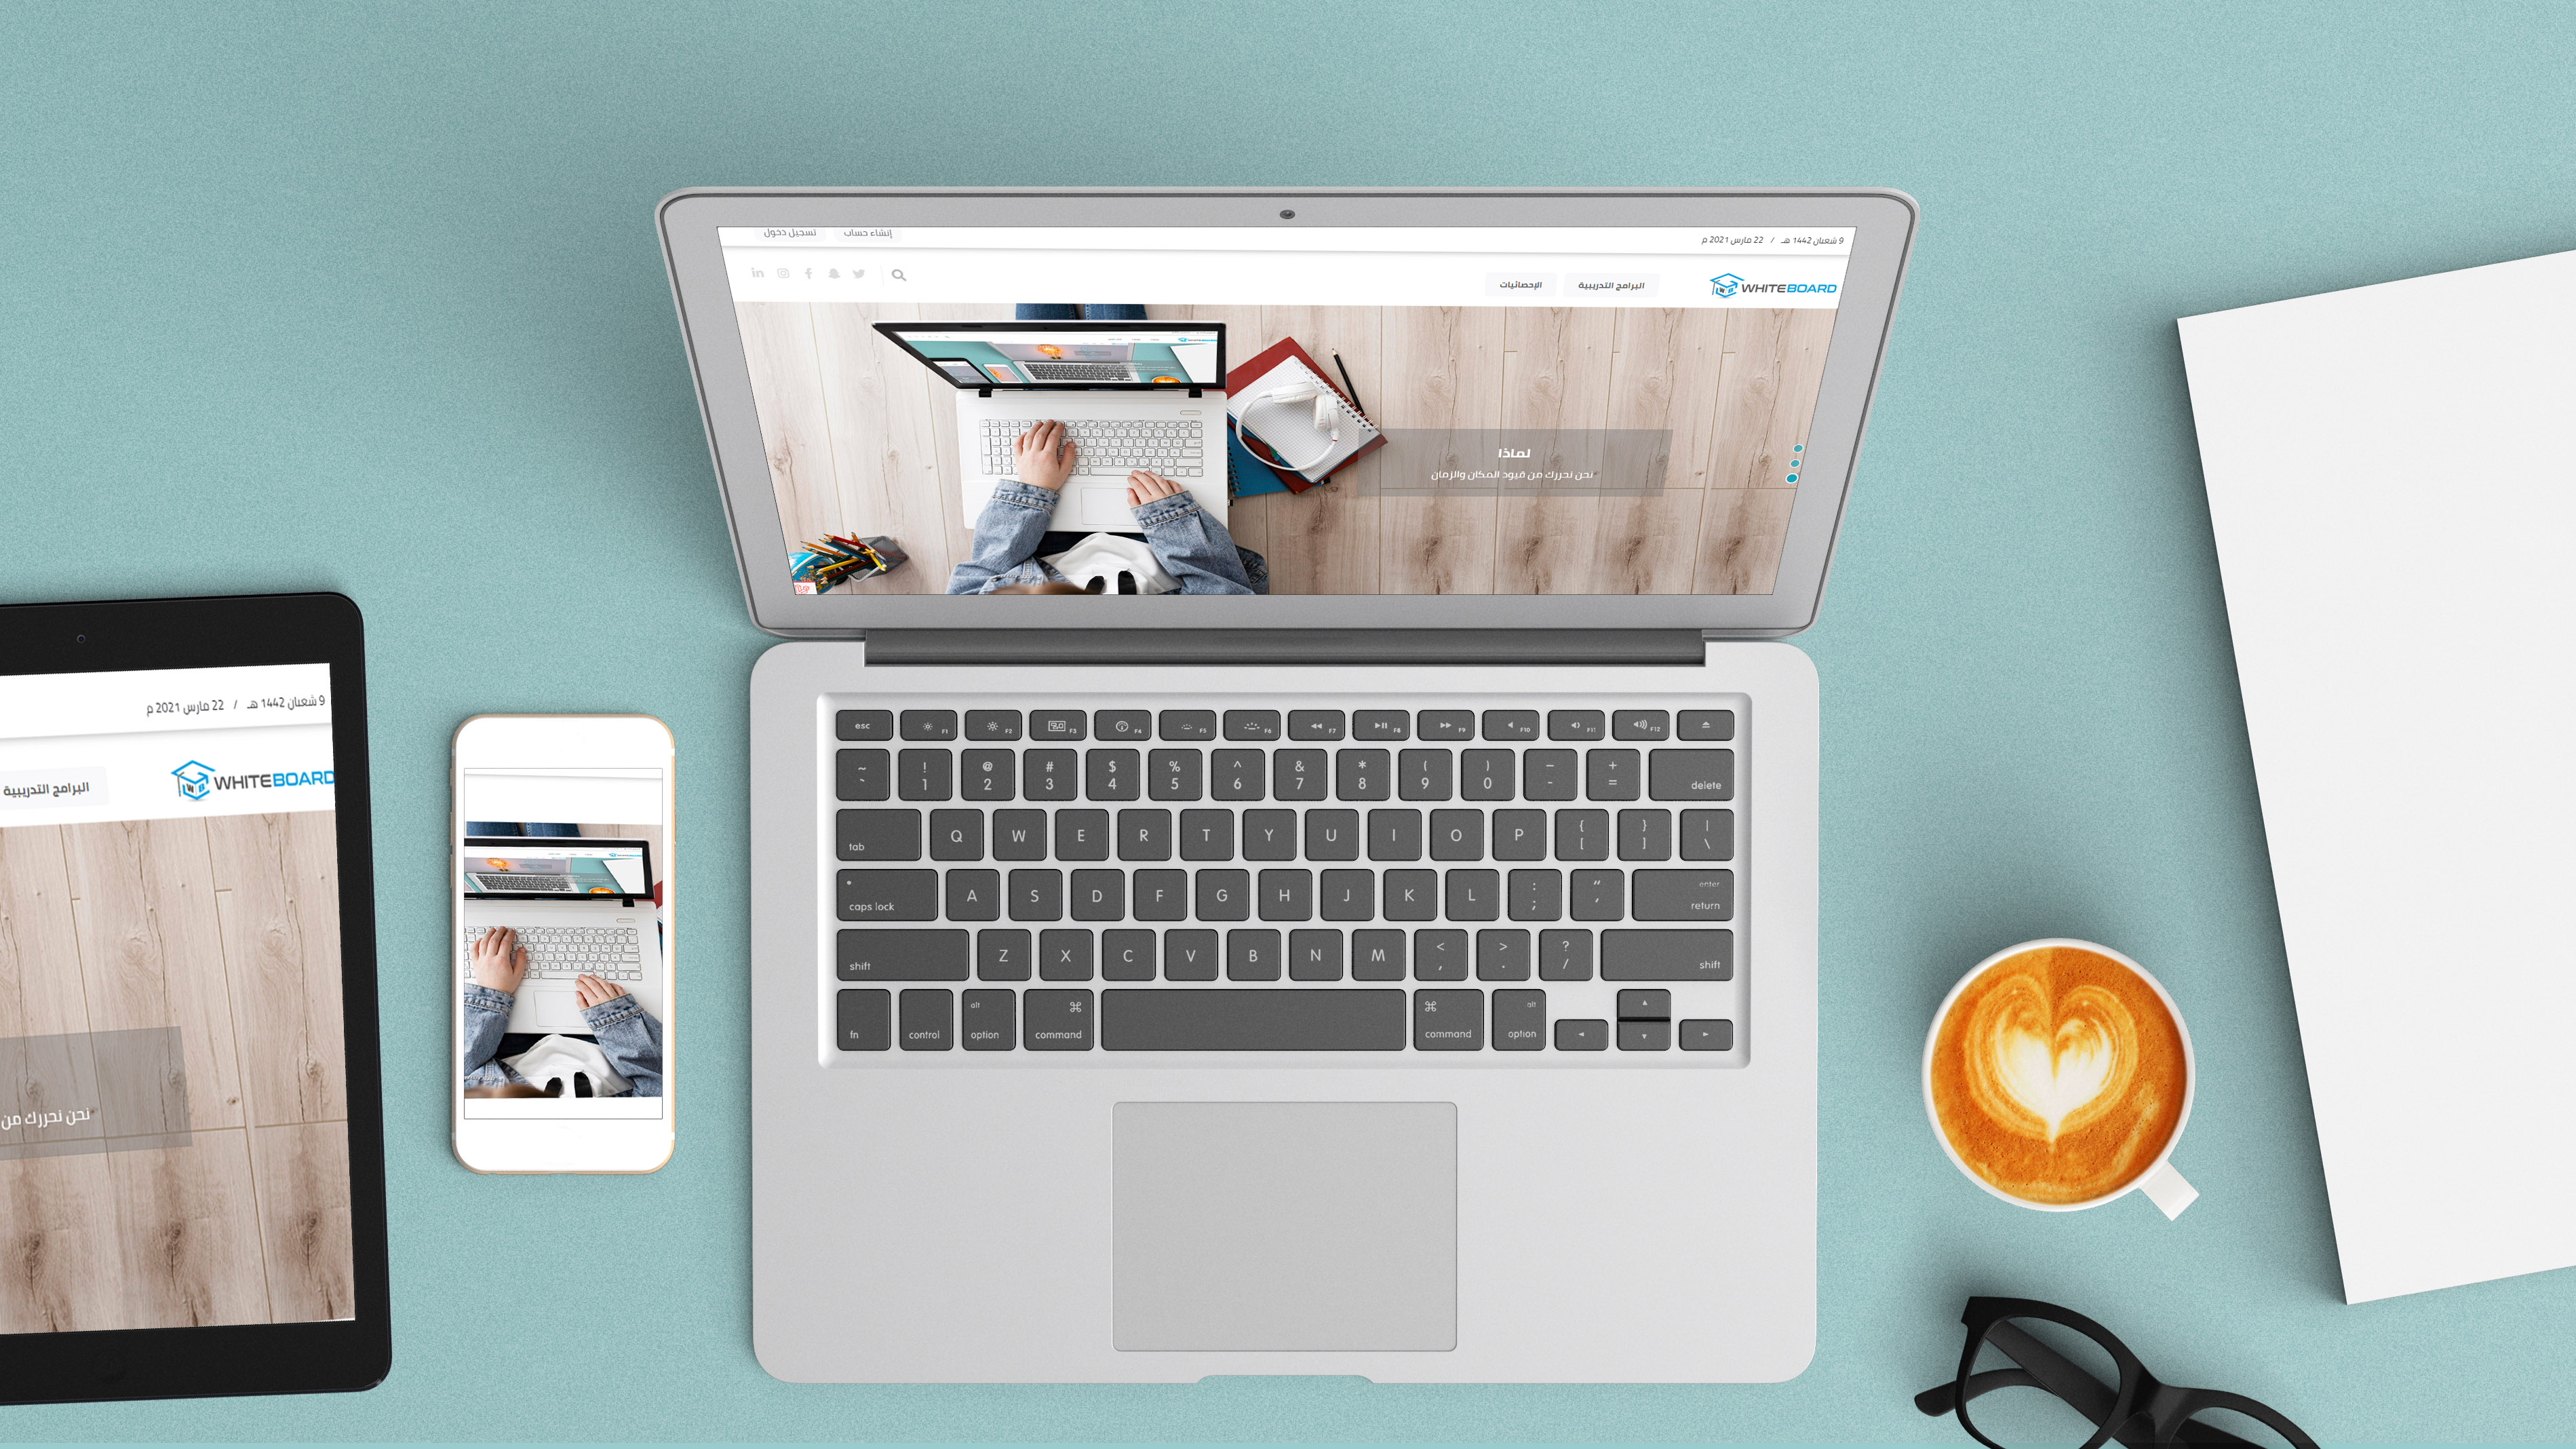 تسجيل دخول
إنشاء حساب
9 شعبان 1442 هـ / 22 مارس 2021 م
WHITEBOARD
البرامج التدريبية
الإحصائيات
لماذا
نحن نحررك من قيود المكان والزمان
9 شعبان 1442 هـ / 22 مارس 2021 م
WHITEBOARD
البرامج التدريبية
نحن نحررك من
esc F1 F2 F3 F4 F5 F6 F7 F8 F9 F10 F11 F12
~ ! @ # $ % ^ & * ( ) – +
` 1 2 3 4 5 6 7 8 9 0 - = delete
tab Q W E R T Y U I O P { [ } ] | \
caps lock A S D F G H J K L : ; " ' enter return
shift Z X C V B N M < , > . ? / shift
fn control alt option ⌘ command ⌘ command alt option